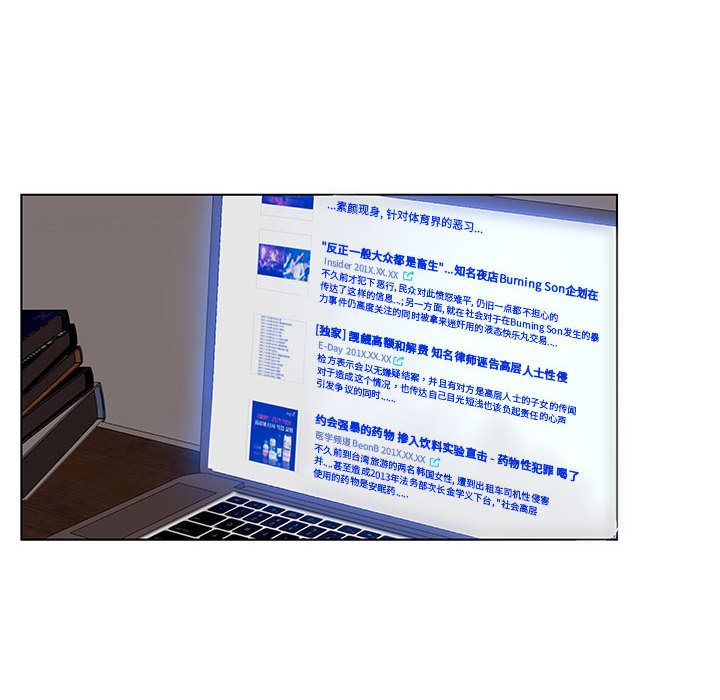 ...素颜现身, 针对体育界的恶习...
"反正一般大众都是畜生"...知名夜店Burning Son企划在
Insider 201X.XX.XX
不久前才犯下恶行, 民众对此愤怒难平, 仍旧一点都不担心的
传达了这样的信息...; 另一方面, 就在社会对于在Burning Son发生的暴
力事件仍高度关注的同时被拿来迷奸用的液态快乐丸交易....
[独家] 觊觎高额和解费 知名律师诬告高层人士性侵
E-Day 201X.XX.XX
检方表示会以无嫌疑结案，并且有对方是高层人士的子女的传闻
对于造成这个情况，也传达自己目光短浅也该负起责任的心声
引发争议的同时......
约会强暴的药物 掺入饮料实验直击 - 药物性犯罪 喝了
医学频道 BeonB 201X.XX.XX
不久前到台湾旅游的两名韩国女性, 遭到出租车司机性侵害
并....甚至造成2013年法务部次长金学义下台, "社会高层
使用的药物是安眠药.....